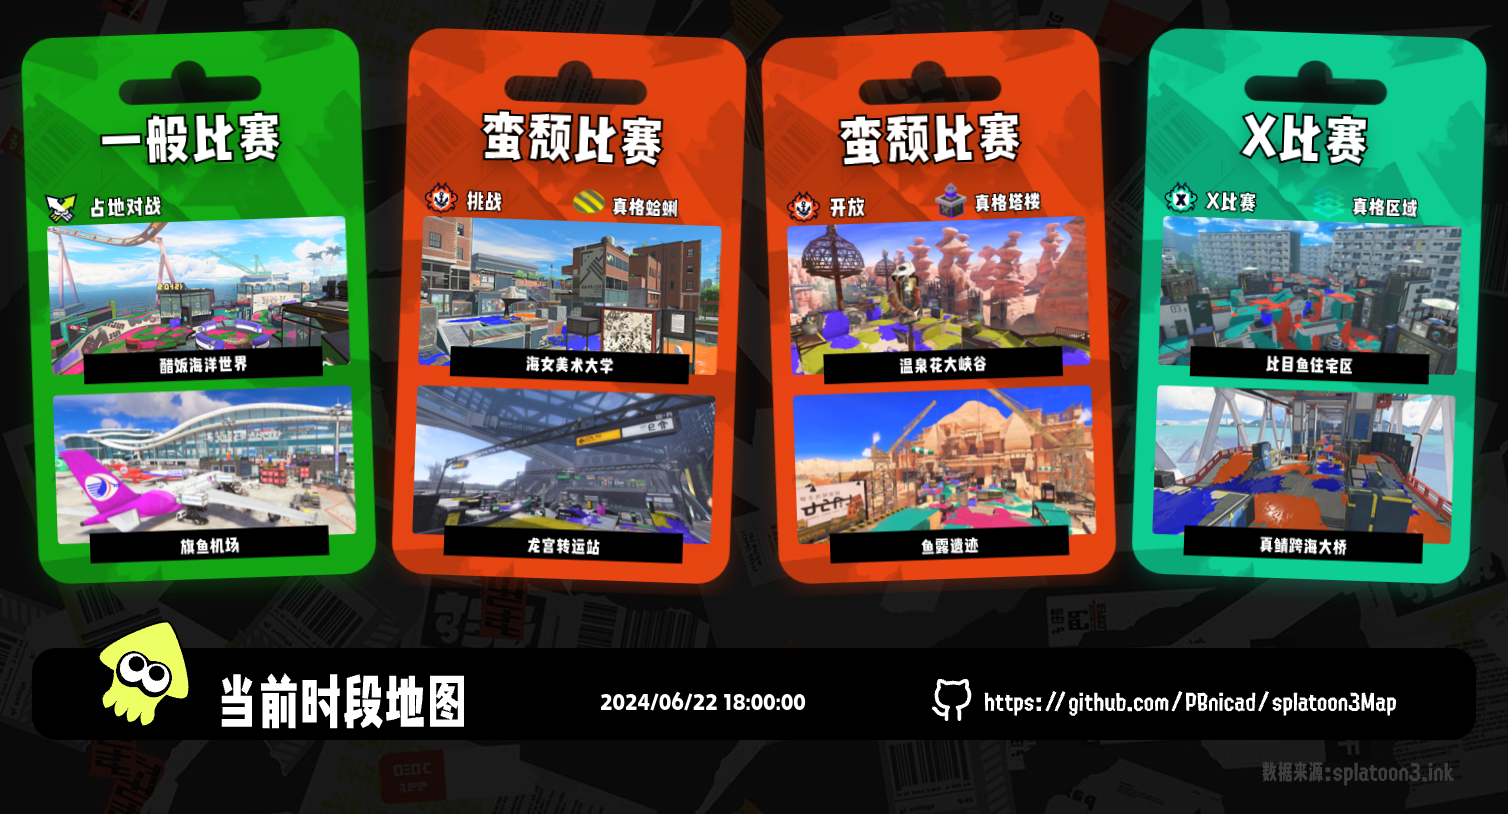 一般比赛
占地对战
醋饭海洋世界
旗鱼机场
蛮颓比赛
挑战
真格蛤蜊
海女美术大学
龙宫转运站
蛮颓比赛
开放
真格塔楼
温泉花大峡谷
鱼露遗迹
X比赛
X比赛
真格区域
比目鱼住宅区
真鲭跨海大桥
当前时段地图
2024/06/22 18:00:00
https://github.com/PBnicad/splatoon3Map
数据来源:splatoon3.ink